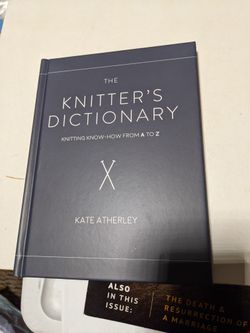 THE
KNITTER'S
DICTIONARY
KNITTING KNOW-HOW FROM A TO Z
KATE ATHERLEY
ALSO
IN THIS
ISSUE:
THE DEATH &
RESURRECTION OF
A MARRIAGE